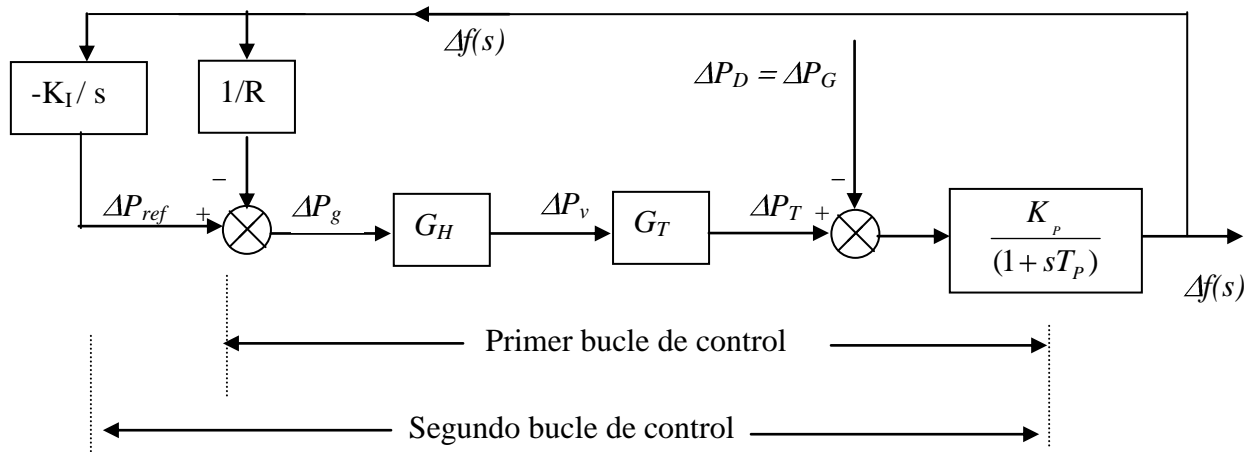 Δf(s)
-K_I / s
1/R
ΔP_D = ΔP_G
−
−
ΔP_ref
+
ΔP_g
G_H
ΔP_v
G_T
ΔP_T
+
K_P
(1 + sT_P)
Δf(s)
Primer bucle de control
Segundo bucle de control